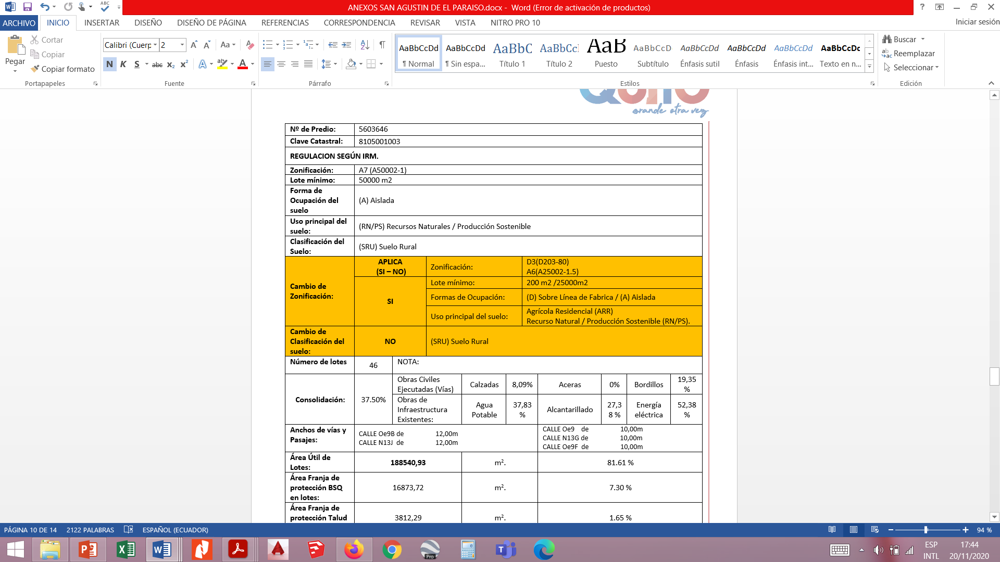 ABC
ANEXOS SAN AGUSTIN DE EL PARAISO.docx - Word (Error de activación de productos)
ARCHIVO INICIO INSERTAR DISEÑO DISEÑO DE PÁGINA REFERENCIAS CORRESPONDENCIA REVISAR VISTA NITRO PRO 10 Iniciar sesión
Pegar
Cortar
Copiar
Copiar formato
Portapapeles
Calibri (Cuerp 2
N K S abc x2 x²
Fuente
Párrafo
AaBbCcDd AaBbCcDd AaBbC AaBbCcI AaB AaBbCcD AaBbCcDd AaBbCcDd AaBbCcDd AaBbCcDc
¶ Normal ¶ Sin espa... Título 1 Título 2 Puesto Subtítulo Énfasis sutil Énfasis Énfasis int... Texto en n...
Estilos
Buscar
Reemplazar
Seleccionar
Edición
Quito
grande otra vez
Nº de Predio: 5603646
Clave Catastral: 8105001003
REGULACION SEGÚN IRM.
Zonificación: A7 (A50002-1)
Lote mínimo: 50000 m2
Forma de
Ocupación del
suelo
(A) Aislada
Uso principal del
suelo:
(RN/PS) Recursos Naturales / Producción Sostenible
Clasificación del
Suelo:
(SRU) Suelo Rural
Cambio de
Zonificación:
APLICA
(SI – NO)
SI
Zonificación:
D3(D203-80)
A6(A25002-1.5)
Lote mínimo: 200 m2 /25000m2
Formas de Ocupación: (D) Sobre Línea de Fabrica / (A) Aislada
Uso principal del suelo:
Agrícola Residencial (ARR)
Recurso Natural / Producción Sostenible (RN/PS).
Cambio de
Clasificación del
suelo:
NO
(SRU) Suelo Rural
Número de lotes 46 NOTA:
Consolidación: 37.50%
Obras Civiles
Ejecutadas (Vías)
Calzadas 8,09% Aceras 0% Bordillos
19,35
%
Obras de
Infraestructura
Existentes:
Agua
Potable
37,83
%
Alcantarillado
27,3
8 %
Energía
eléctrica
52,38
%
Anchos de vías y
Pasajes:
CALLE Oe9B de 12,00m
CALLE N13J de 12,00m
CALLE Oe9 de 10,00m
CALLE N13G de 10,00m
CALLE Oe9F de 10,00m
Área Útil de
Lotes:
188540,93 m². 81.61 %
Área Franja de
protección BSQ
en lotes:
16873,72 m². 7.30 %
Área Franja de
protección Talud
3812,29 m². 1.65 %
PÁGINA 10 DE 14 2122 PALABRAS ESPAÑOL (ECUADOR) 94 %
Pro
ESP
INTL
17:44
20/11/2020